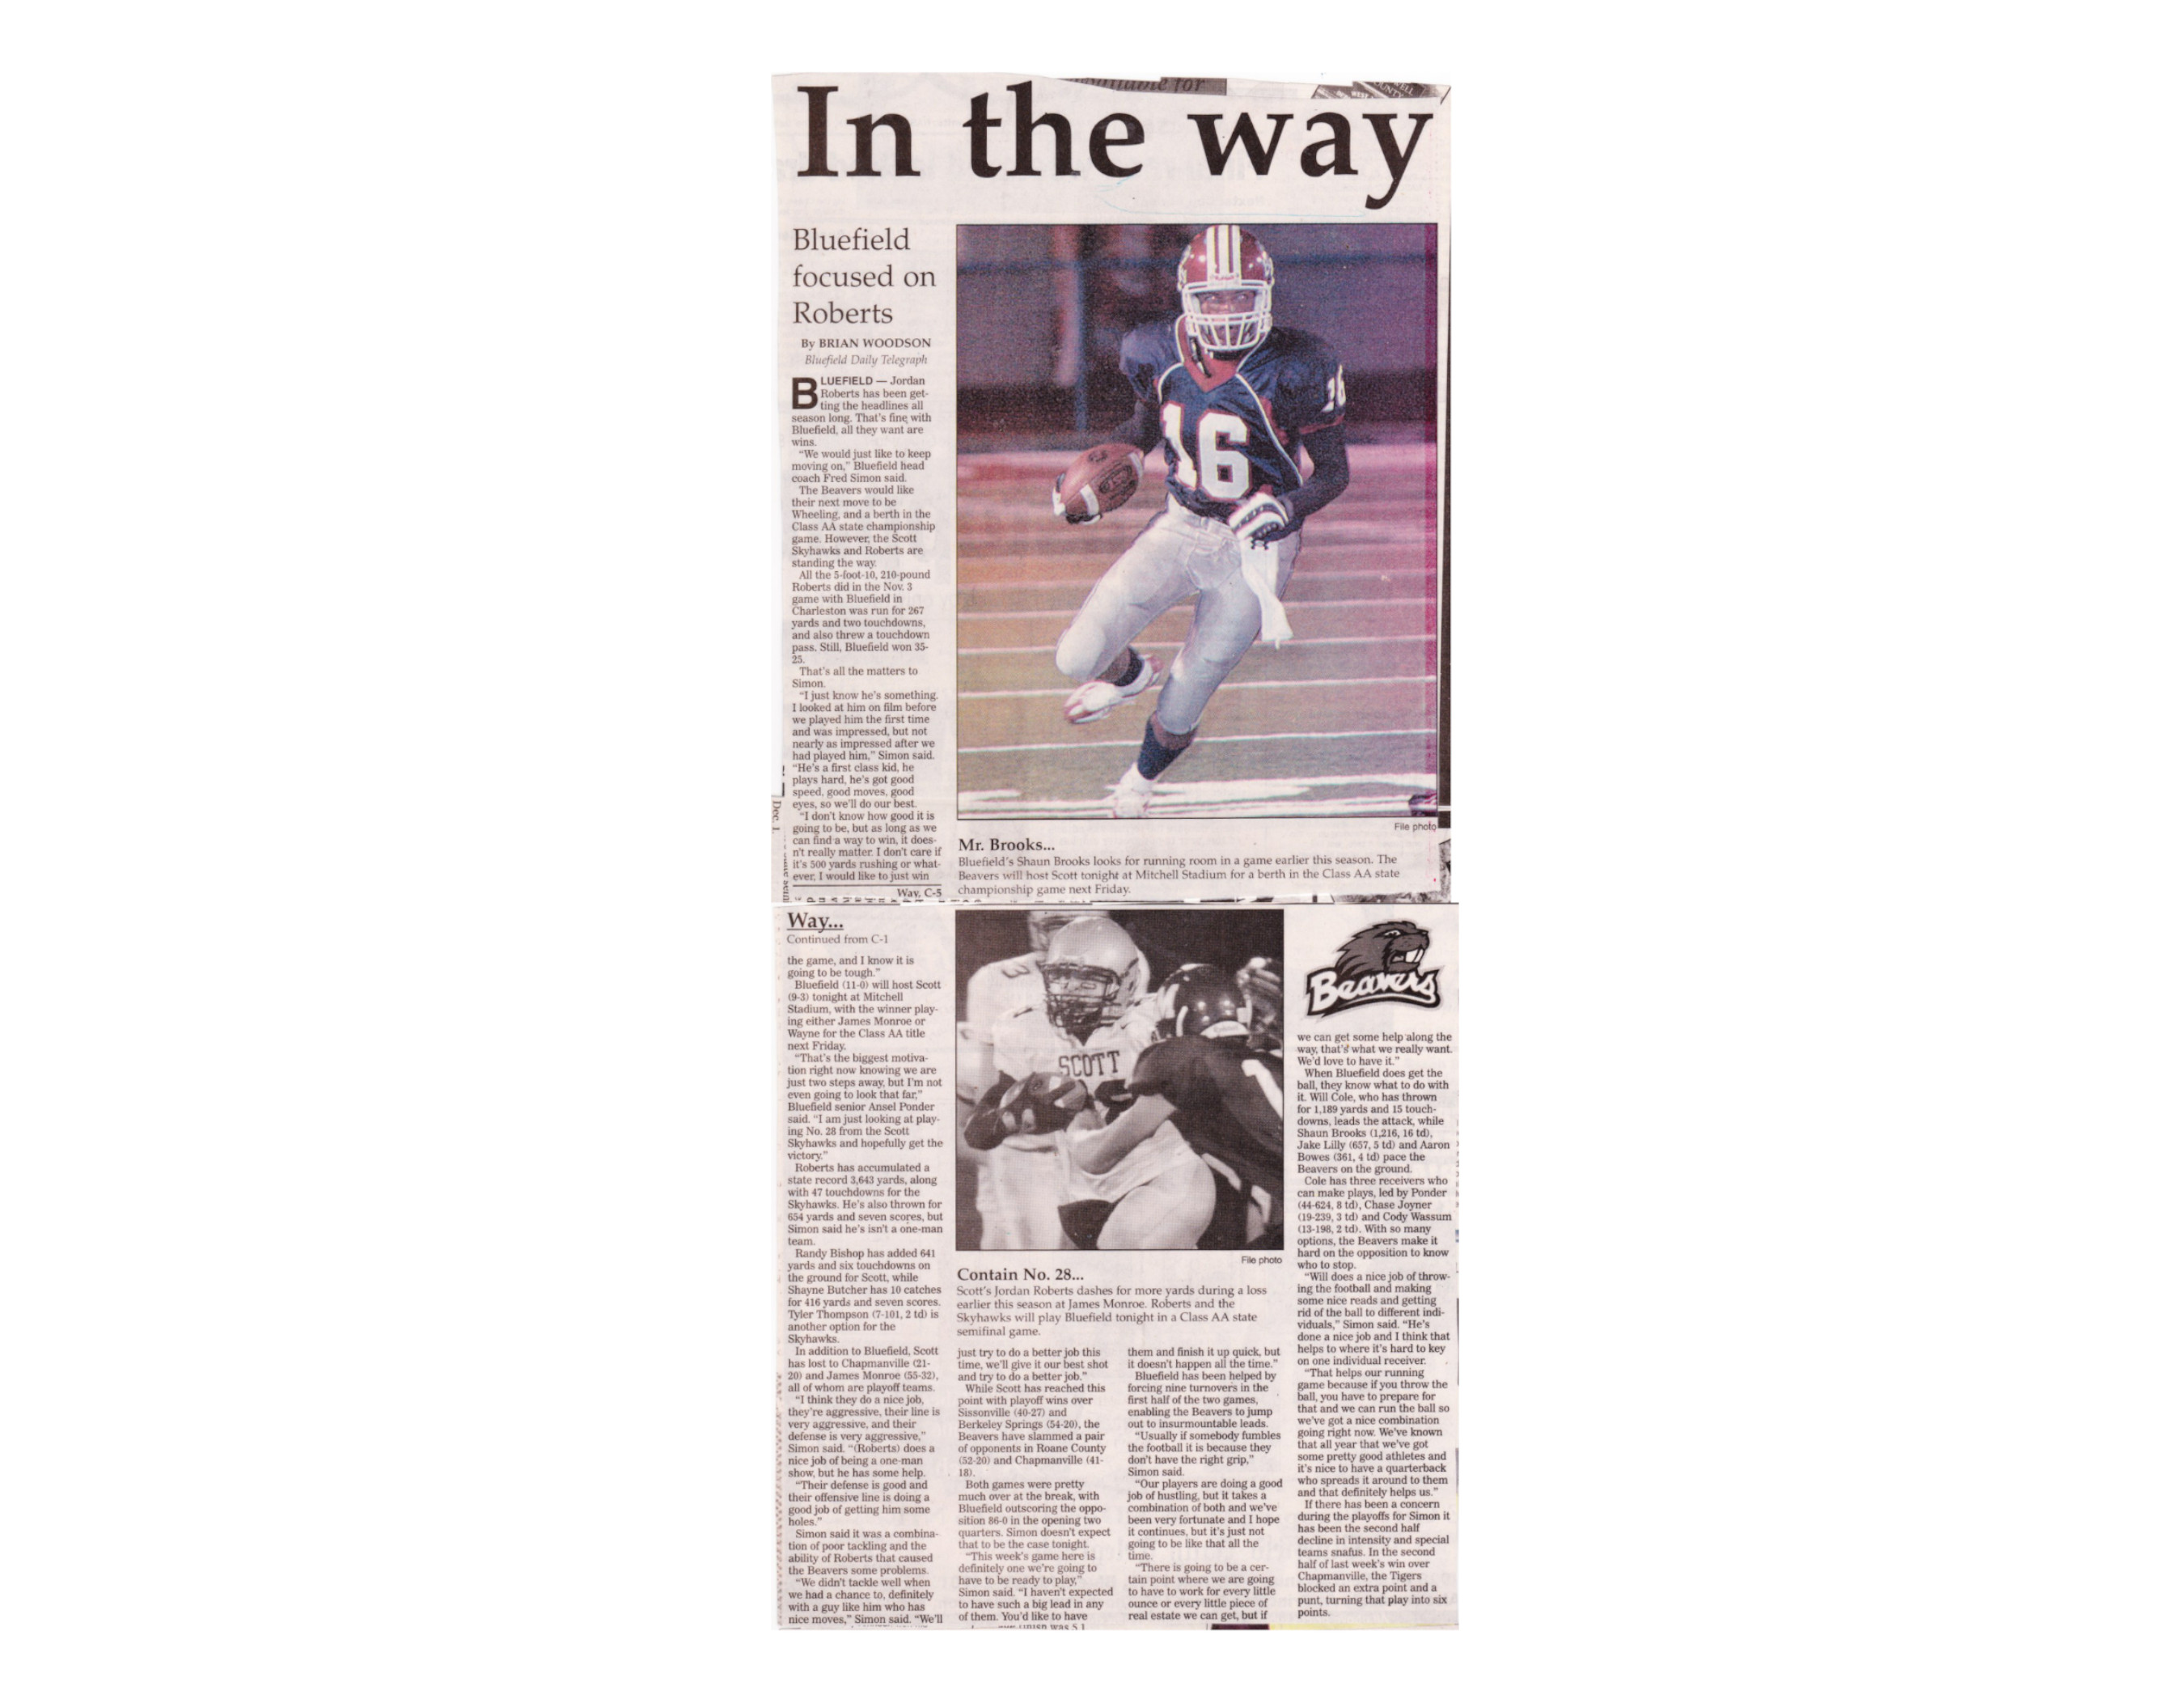 In the way
Bluefield
focused on
Roberts
By BRIAN WOODSON
Bluefield Daily Telegraph
BLUEFIELD — Jordan
Roberts has been get-
ting the headlines all
season long. That's fine with
Bluefield, all they want are
wins.
"We would just like to keep
moving on," Bluefield head
coach Fred Simon said.
The Beavers would like
their next move to be
Wheeling, and a berth in the
Class AA state championship
game. However, the Scott
Skyhawks and Roberts are
standing the way.
All the 5-foot-10, 210-pound
Roberts did in the Nov. 3
game with Bluefield in
Charleston was run for 267
yards and two touchdowns,
and also threw a touchdown
pass. Still, Bluefield won 35-
25.
That's all the matters to
Simon.
"I just know he's something.
I looked at him on film before
we played him the first time
and was impressed, but not
nearly as impressed after we
had played him," Simon said.
"He's a first class kid, he
plays hard, he's got good
speed, good moves, good
eyes, so we'll do our best.
"I don't know how good it is
going to be, but as long as we
can find a way to win, it does-
n't really matter. I don't care if
it's 500 yards rushing or what-
ever, I would like to just win
Way, C-5
16
16
File photo
Mr. Brooks...
Bluefield's Shaun Brooks looks for running room in a game earlier this season. The
Beavers will host Scott tonight at Mitchell Stadium for a berth in the Class AA state
championship game next Friday.
Dec. 1
Way...
Continued from C-1
the game, and I know it is
going to be tough."
Bluefield (11-0) will host Scott
(9-3) tonight at Mitchell
Stadium, with the winner play-
ing either James Monroe or
Wayne for the Class AA title
next Friday.
"That's the biggest motiva-
tion right now knowing we are
just two steps away, but I'm not
even going to look that far,"
Bluefield senior Ansel Ponder
said. "I am just looking at play-
ing No. 28 from the Scott
Skyhawks and hopefully get the
victory."
Roberts has accumulated a
state record 3,643 yards, along
with 47 touchdowns for the
Skyhawks. He's also thrown for
654 yards and seven scores, but
Simon said he isn't a one-man
team.
Randy Bishop has added 641
yards and six touchdowns on
the ground for Scott, while
Shayne Butcher has 10 catches
for 416 yards and seven scores.
Tyler Thompson (7-101, 2 td) is
another option for the
Skyhawks.
In addition to Bluefield, Scott
has lost to Chapmanville (21-
20) and James Monroe (55-32),
all of whom are playoff teams.
"I think they do a nice job,
they're aggressive, their line is
very aggressive, and their
defense is very aggressive,"
Simon said. "(Roberts) does a
nice job of being a one-man
show, but he has some help.
"Their defense is good and
their offensive line is doing a
good job of getting him some
holes."
Simon said it was a combina-
tion of poor tackling and the
ability of Roberts that caused
the Beavers some problems.
"We didn't tackle well when
we had a chance to, definitely
with a guy like him who has
nice moves," Simon said. "We'll
3
SCOTT
1
File photo
Contain No. 28...
Scott's Jordan Roberts dashes for more yards during a loss
earlier this season at James Monroe. Roberts and the
Skyhawks will play Bluefield tonight in a Class AA state
semifinal game.
just try to do a better job this
time, we'll give it our best shot
and try to do a better job."
While Scott has reached this
point with playoff wins over
Sissonville (40-27) and
Berkeley Springs (54-20), the
Beavers have slammed a pair
of opponents in Roane County
(52-20) and Chapmanville (41-
18).
Both games were pretty
much over at the break, with
Bluefield outscoring the oppo-
sition 86-0 in the opening two
quarters. Simon doesn't expect
that to be the case tonight.
"This week's game here is
definitely one we're going to
have to be ready to play,"
Simon said. "I haven't expected
to have such a big lead in any
of them. You'd like to have
them and finish it up quick, but
it doesn't happen all the time."
Bluefield has been helped by
forcing nine turnovers in the
first half of the two games,
enabling the Beavers to jump
out to insurmountable leads.
"Usually if somebody fumbles
the football it is because they
don't have the right grip,"
Simon said.
"Our players are doing a good
job of hustling, but it takes a
combination of both and we've
been very fortunate and I hope
it continues, but it's just not
going to be like that all the
time.
"There is going to be a cer-
tain point where we are going
to have to work for every little
ounce or every little piece of
real estate we can get, but if
Beavers
we can get some help along the
way, that's what we really want.
We'd love to have it."
When Bluefield does get the
ball, they know what to do with
it. Will Cole, who has thrown
for 1,189 yards and 15 touch-
downs, leads the attack, while
Shaun Brooks (1,216, 16 td),
Jake Lilly (657, 5 td) and Aaron
Bowes (361, 4 td) pace the
Beavers on the ground.
Cole has three receivers who
can make plays, led by Ponder
(44-624, 8 td), Chase Joyner
(19-239, 3 td) and Cody Wassum
(13-198, 2 td). With so many
options, the Beavers make it
hard on the opposition to know
who to stop.
"Will does a nice job of throw-
ing the football and making
some nice reads and getting
rid of the ball to different indi-
viduals," Simon said. "He's
done a nice job and I think that
helps to where it's hard to key
on one individual receiver.
"That helps our running
game because if you throw the
ball, you have to prepare for
that and we can run the ball so
we've got a nice combination
going right now. We've known
that all year that we've got
some pretty good athletes and
it's nice to have a quarterback
who spreads it around to them
and that definitely helps us."
If there has been a concern
during the playoffs for Simon it
has been the second half
decline in intensity and special
teams snafus. In the second
half of last week's win over
Chapmanville, the Tigers
blocked an extra point and a
punt, turning that play into six
points.